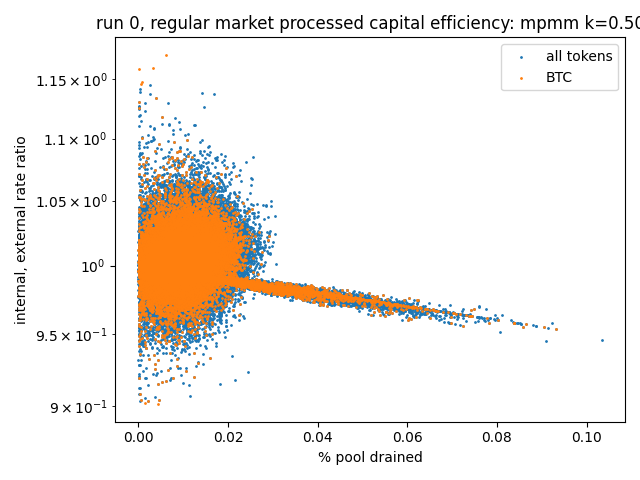 run 0, regular market processed capital efficiency: mpmm k=0.50
all tokens
BTC
internal, external rate ratio
1.15 × 10⁰
1.1 × 10⁰
1.05 × 10⁰
10⁰
9.5 × 10⁻¹
9 × 10⁻¹
0.00 0.02 0.04 0.06 0.08 0.10
% pool drained